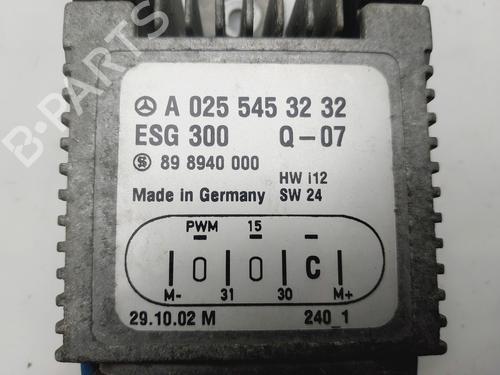 A 025 545 32 32
ESG 300 Q-07
89 8940 000
HW i12
Made in Germany SW 24
PWM 15
C
M- 31 30 M+
29.10.02 M 240_1
B-PARTS